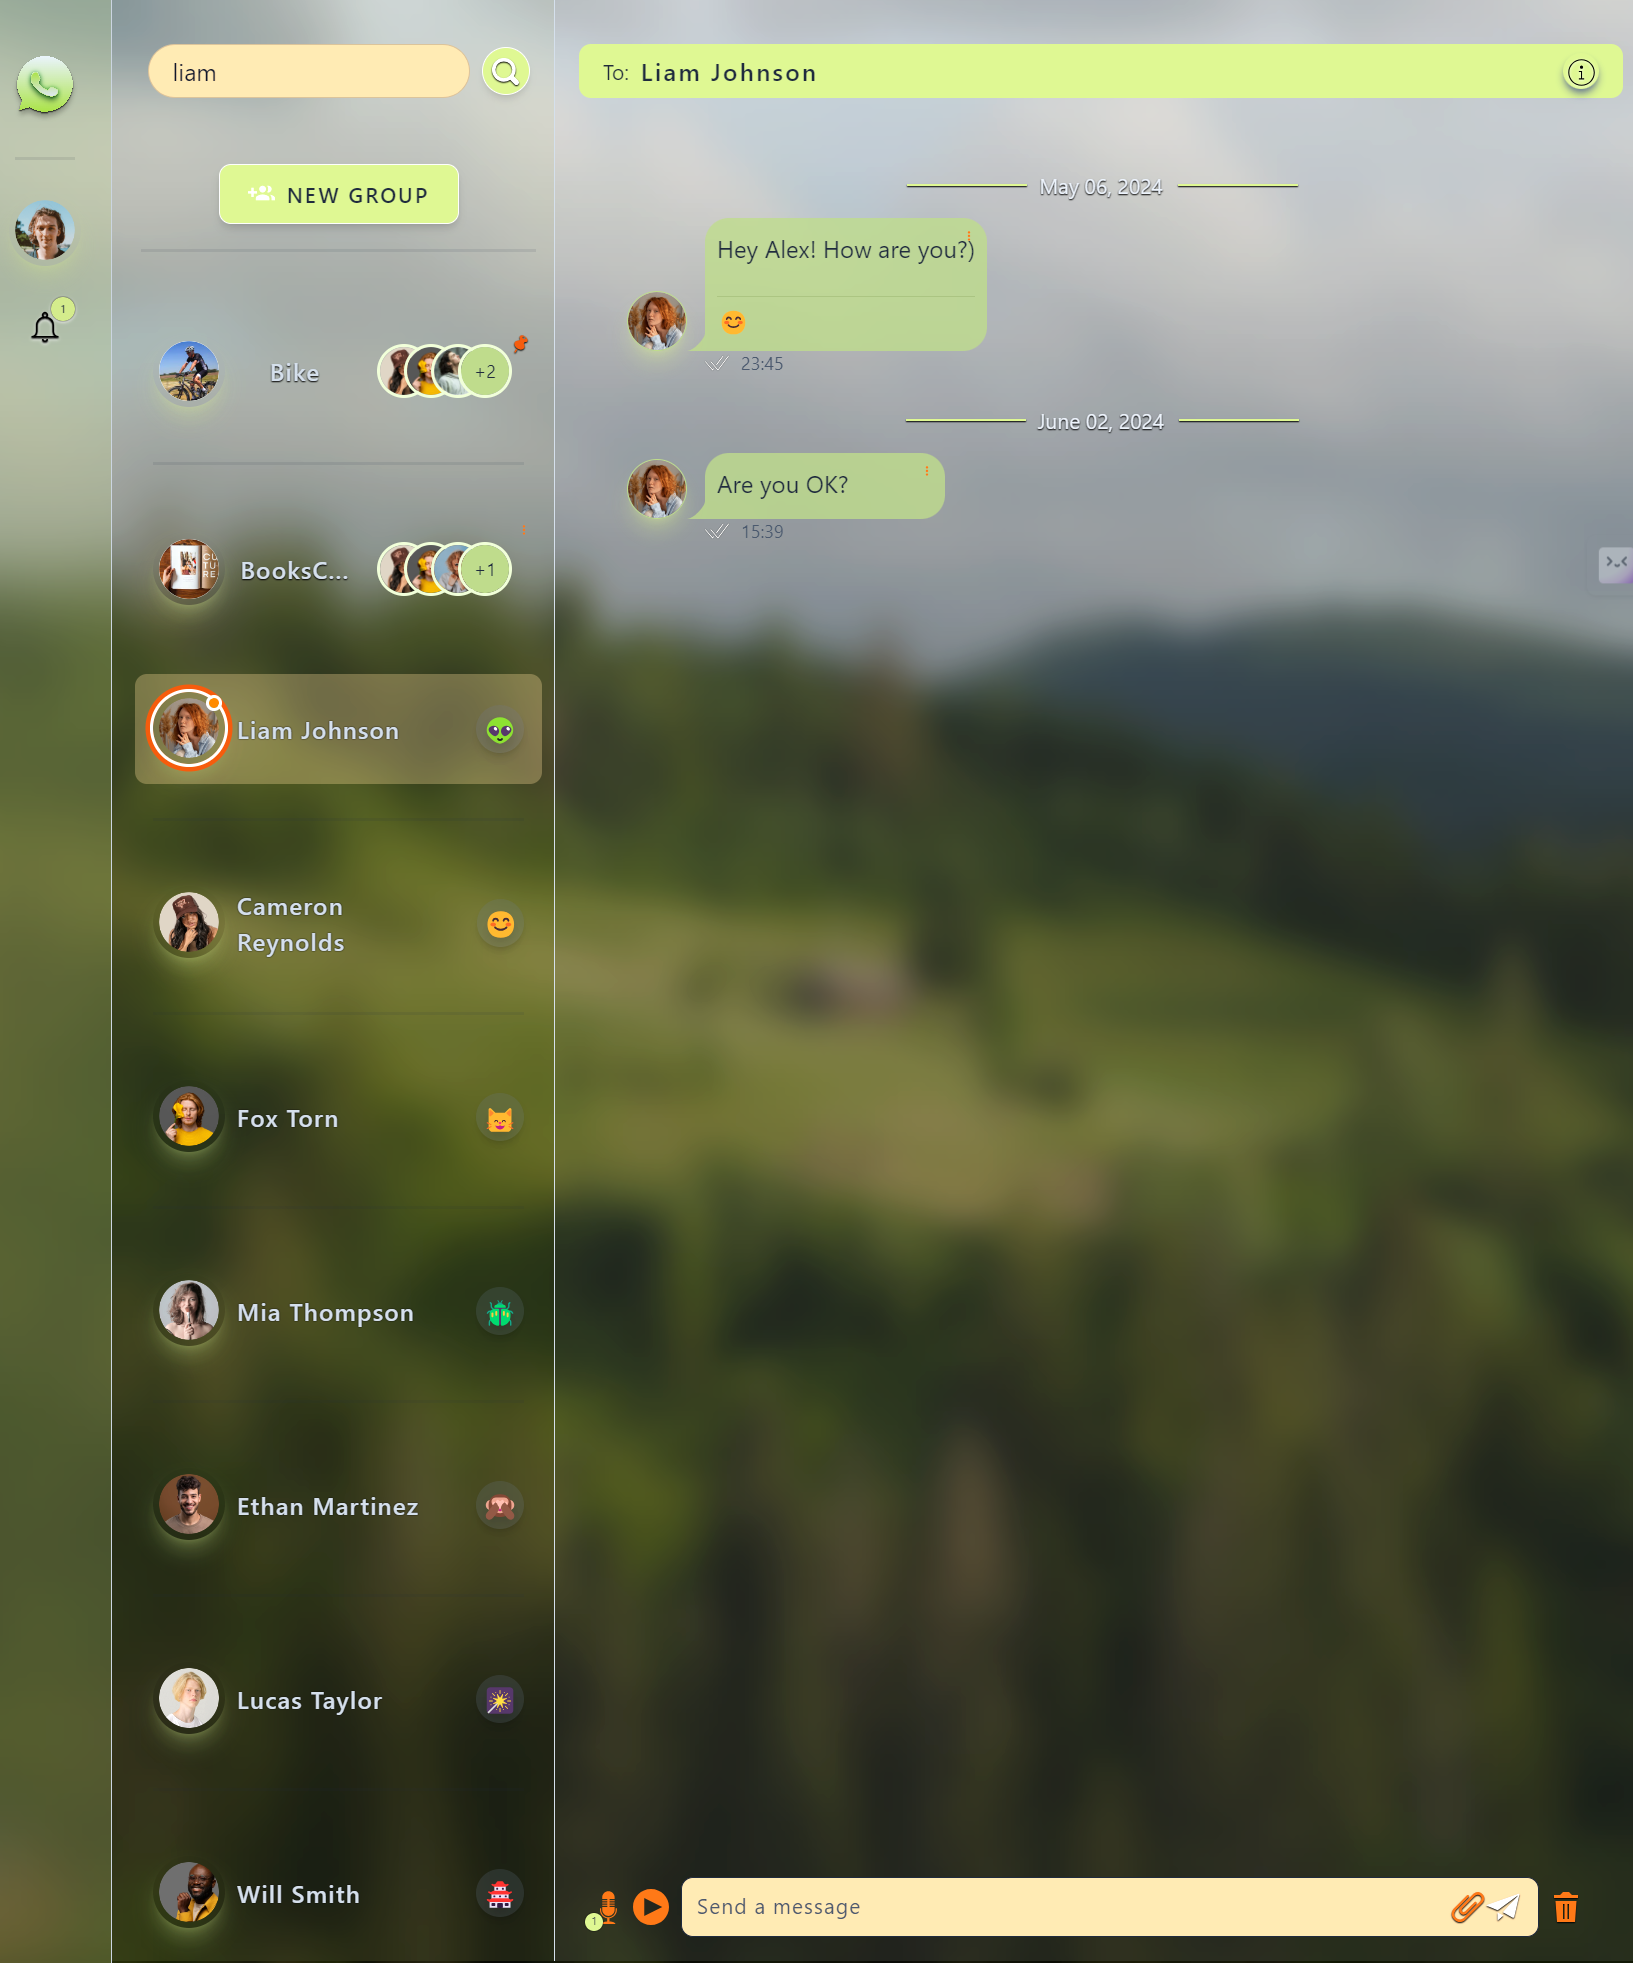 liam
To: Liam Johnson
NEW GROUP
1
Bike
+2
BooksC...
+1
Liam Johnson
Cameron
Reynolds
Fox Torn
Mia Thompson
Ethan Martinez
Lucas Taylor
Will Smith
May 06, 2024
Hey Alex! How are you?)
23:45
June 02, 2024
Are you OK?
15:39
1
Send a message